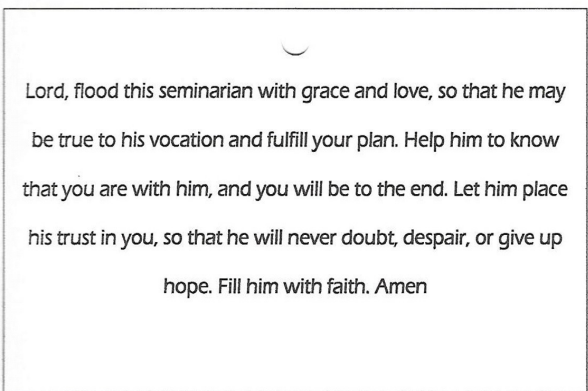 Lord, flood this seminarian with grace and love, so that he may
be true to his vocation and fulfill your plan. Help him to know
that you are with him, and you will be to the end. Let him place
his trust in you, so that he will never doubt, despair, or give up
hope. Fill him with faith. Amen